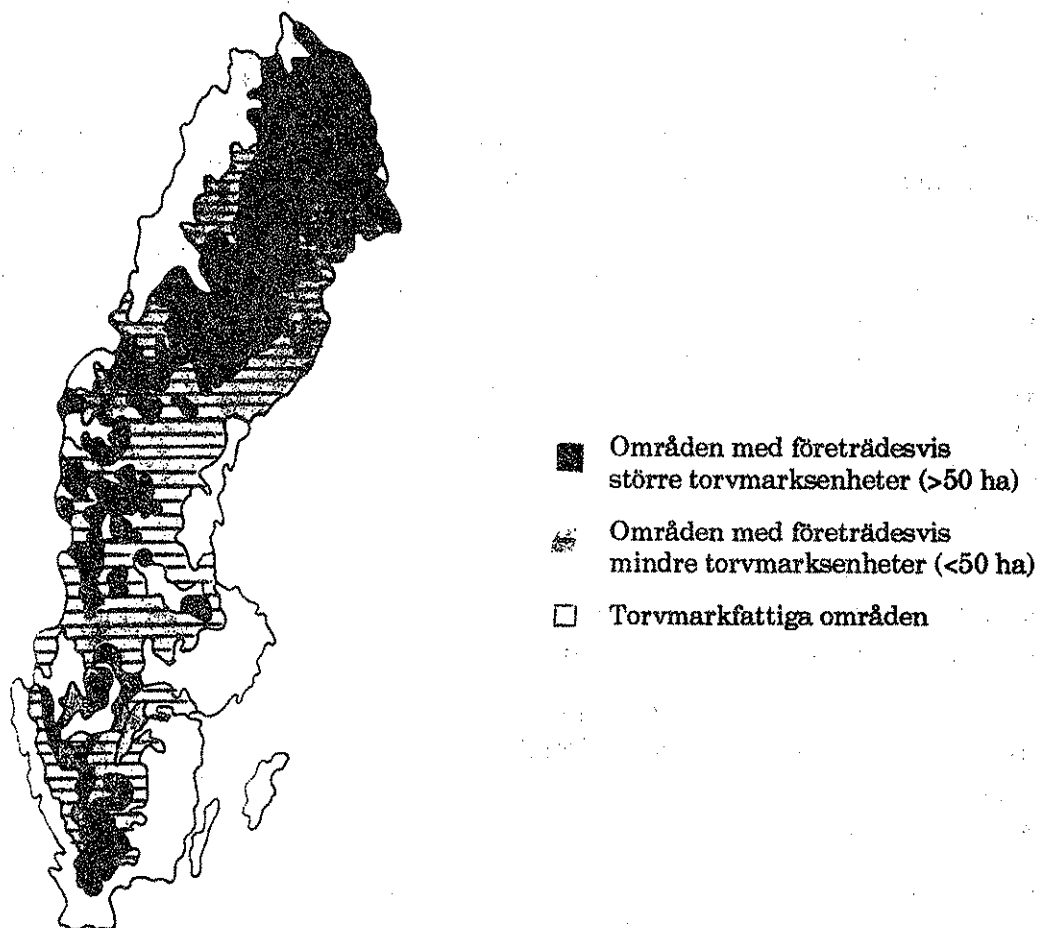 Områden med företrädesvis
större torvmarksenheter (>50 ha)
Områden med företrädesvis
mindre torvmarksenheter (<50 ha)
Torvmarkfattiga områden